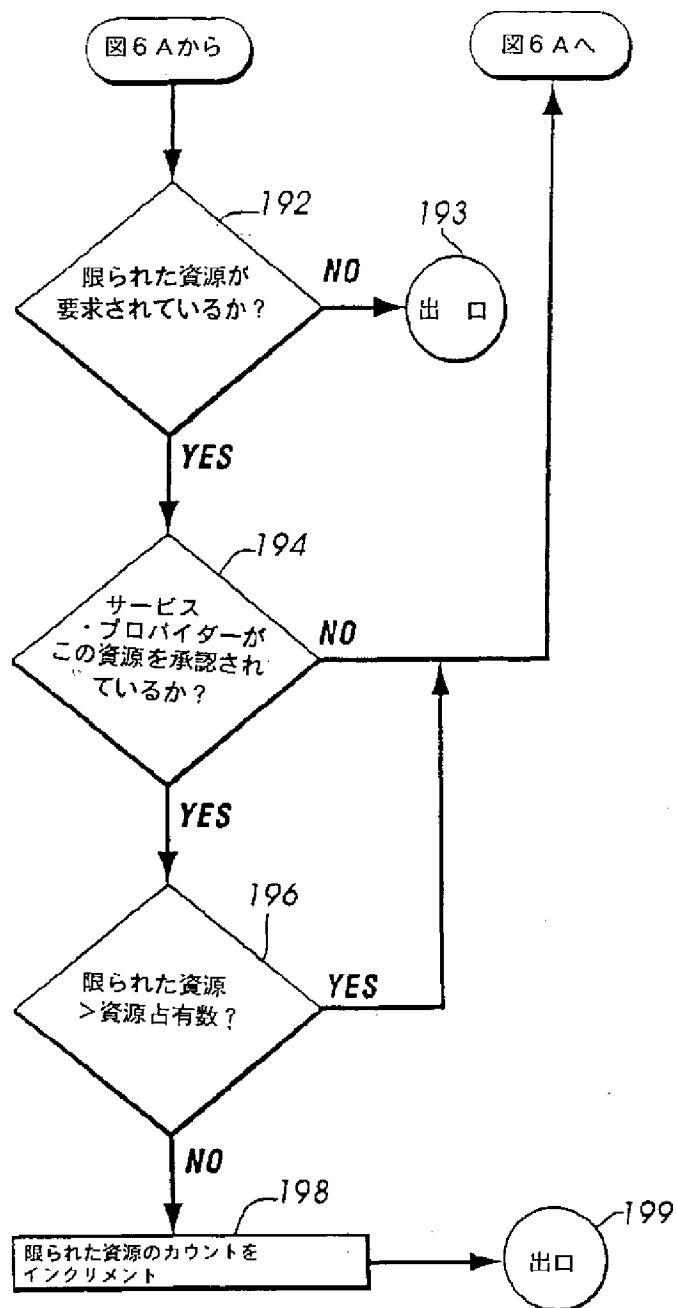 図6Aから
図6Aへ
192
限られた資源が
要求されているか?
NO
193
出 口
YES
194
サービス
・プロバイダーが
この資源を承認され
ているか?
NO
YES
196
限られた資源
>資源占有数?
YES
NO
198
限られた資源のカウントを
インクリメント
199
出口